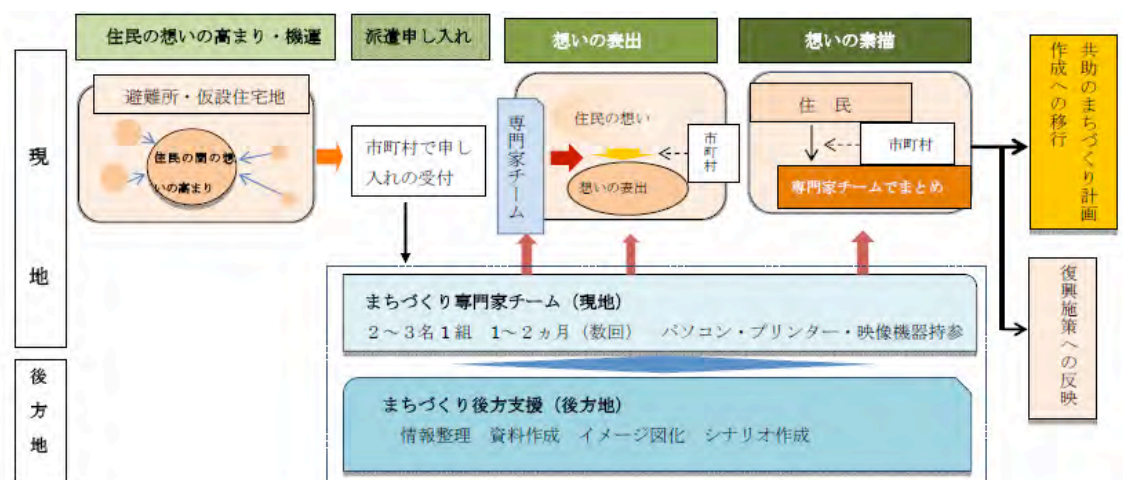 住民の想いの高まり・機運
派遣申し入れ
想いの表出
想いの素描
現地
避難所・仮設住宅地
住民の間の想
いの高まり
市町村で申し
入れの受付
専門家チーム
住民の想い
市町村
想いの表出
住　民
市町村
専門家チームでまとめ
共助のまちづくり計画
作成への移行
復興施策への反映
まちづくり専門家チーム（現地）
２～３名１組　１～２ヵ月（数回）　パソコン・プリンター・映像機器持参
後方地
まちづくり後方支援（後方地）
情報整理　資料作成　イメージ図化　シナリオ作成